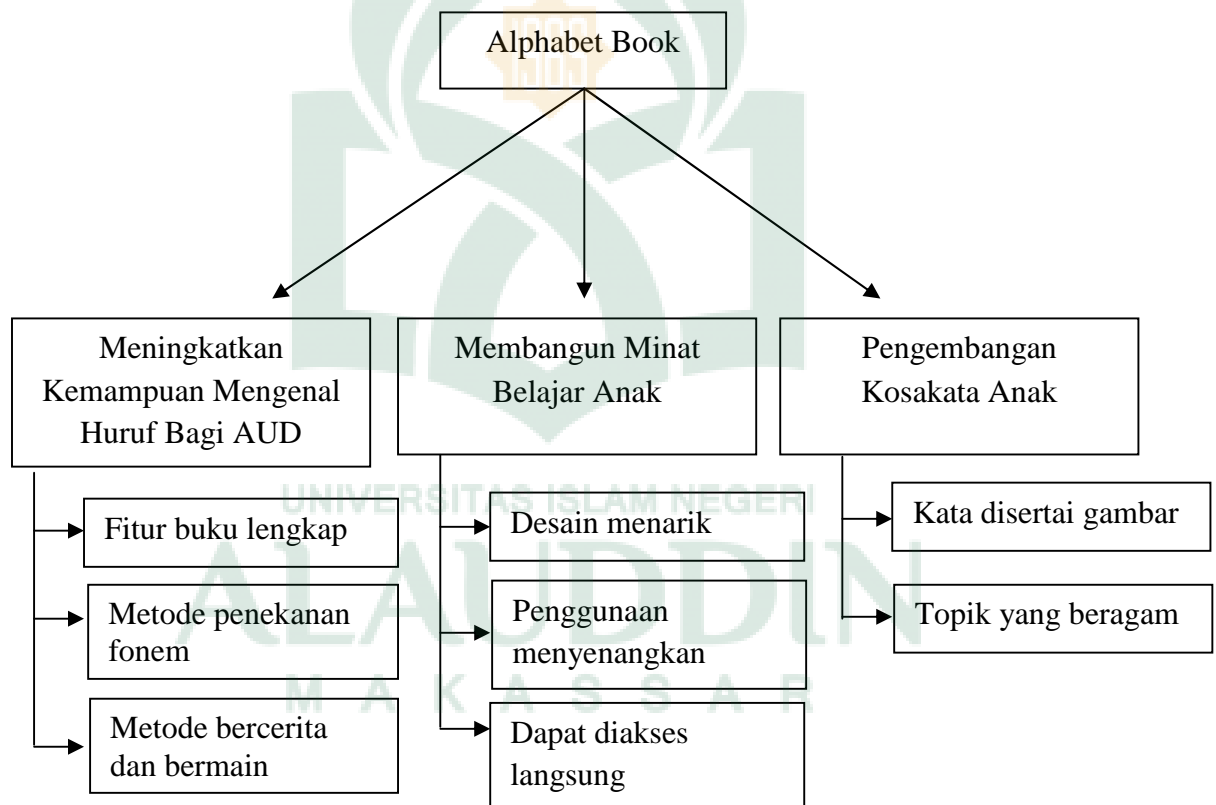 Alphabet Book
Meningkatkan
Kemampuan Mengenal
Huruf Bagi AUD
Membangun Minat
Belajar Anak
Pengembangan
Kosakata Anak
Fitur buku lengkap
Metode penekanan
fonem
Metode bercerita
dan bermain
Desain menarik
Penggunaan
menyenangkan
Dapat diakses
langsung
Kata disertai gambar
Topik yang beragam
UNIVERSITAS ISLAM NEGERI
ALAUDDIN
MAKASSAR